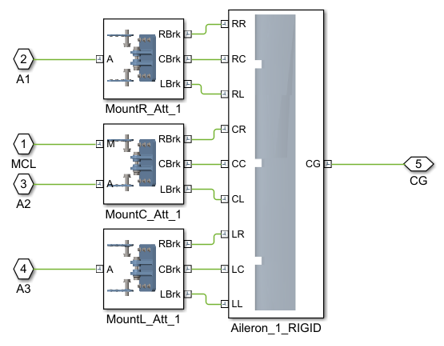 RBrk
RR
2
A
CBrk
RC
A1
LBrk
RL
MountR_Att_1
RBrk
CR
1
M
MCL
CBrk
CC
CG
5
3
A
CG
A2
LBrk
CL
MountC_Att_1
RBrk
LR
4
A
CBrk
LC
A3
LBrk
LL
MountL_Att_1
Aileron_1_RIGID